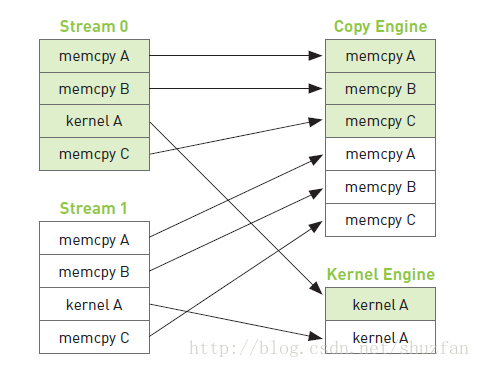 Stream 0
memcpy A
memcpy B
kernel A
memcpy C
Stream 1
memcpy A
memcpy B
kernel A
memcpy C
Copy Engine
memcpy A
memcpy B
memcpy C
memcpy A
memcpy B
memcpy C
Kernel Engine
kernel A
kernel A
http://blog.csdn.net/shuzfan